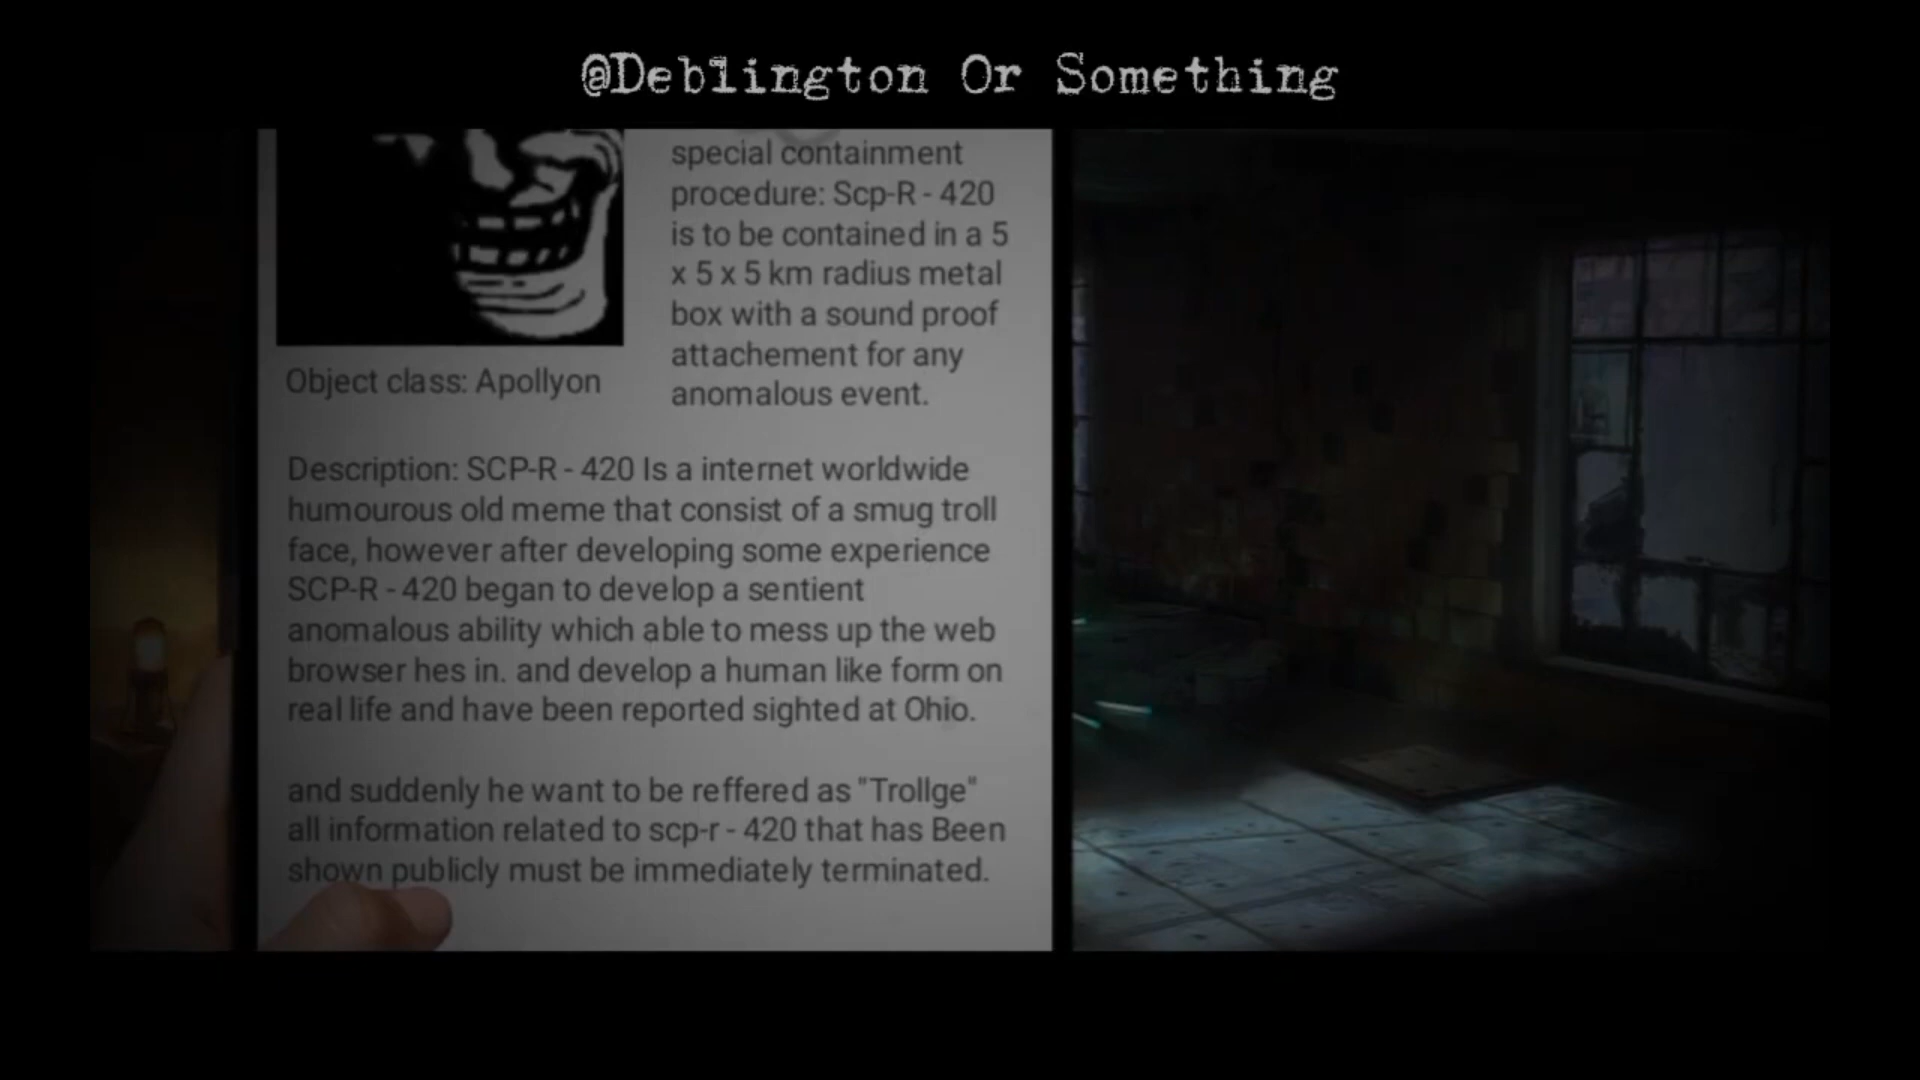 @Deblington Or Something
special containment
procedure: Scp-R - 420
is to be contained in a 5
x 5 x 5 km radius metal
box with a sound proof
attachement for any
anomalous event.
Object class: Apollyon
Description: SCP-R - 420 Is a internet worldwide
humourous old meme that consist of a smug troll
face, however after developing some experience
SCP-R - 420 began to develop a sentient
anomalous ability which able to mess up the web
browser hes in. and develop a human like form on
real life and have been reported sighted at Ohio.
and suddenly he want to be reffered as "Trollge"
all information related to scp-r - 420 that has Been
shown publicly must be immediately terminated.